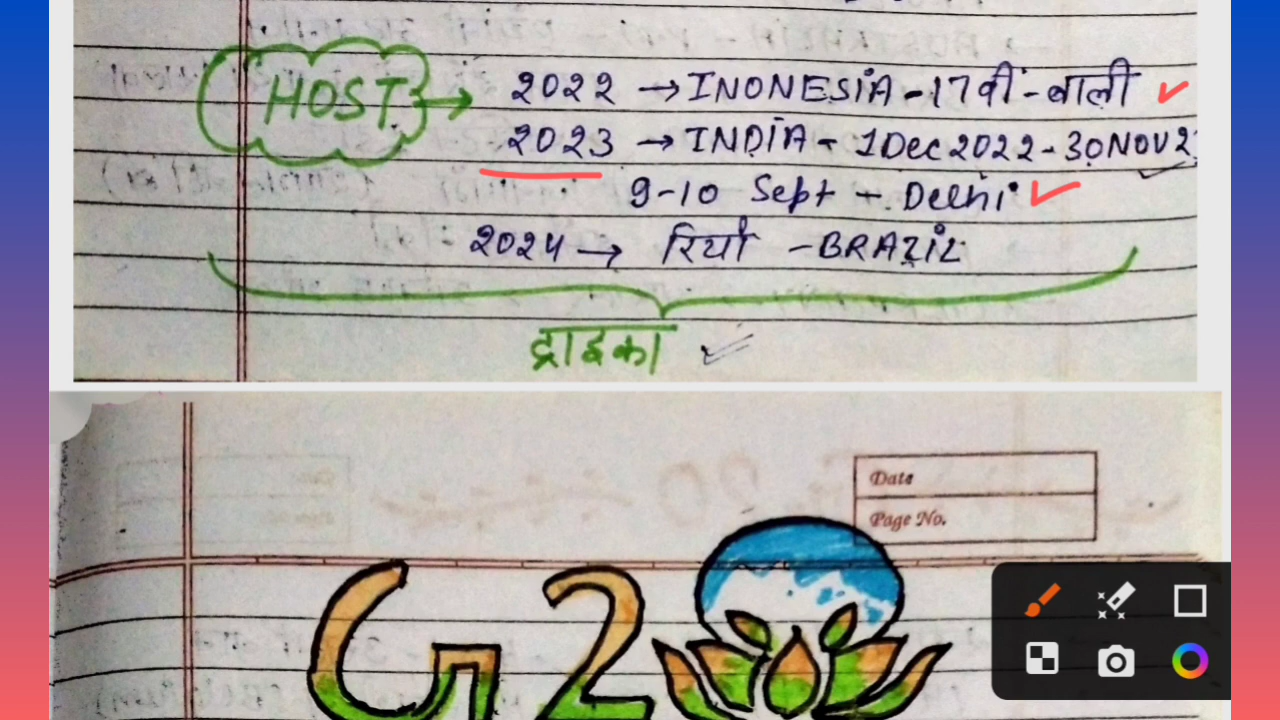 HOST → 2022 → INONESIA - 17वीं - बाली ✓
2023 → INDIA - 1Dec 2022 - 30NOV2
9-10 Sept - Delhi ✓
2024 → रियो - BRAZIL
ट्राइका ✓
Date
Page No.
G20